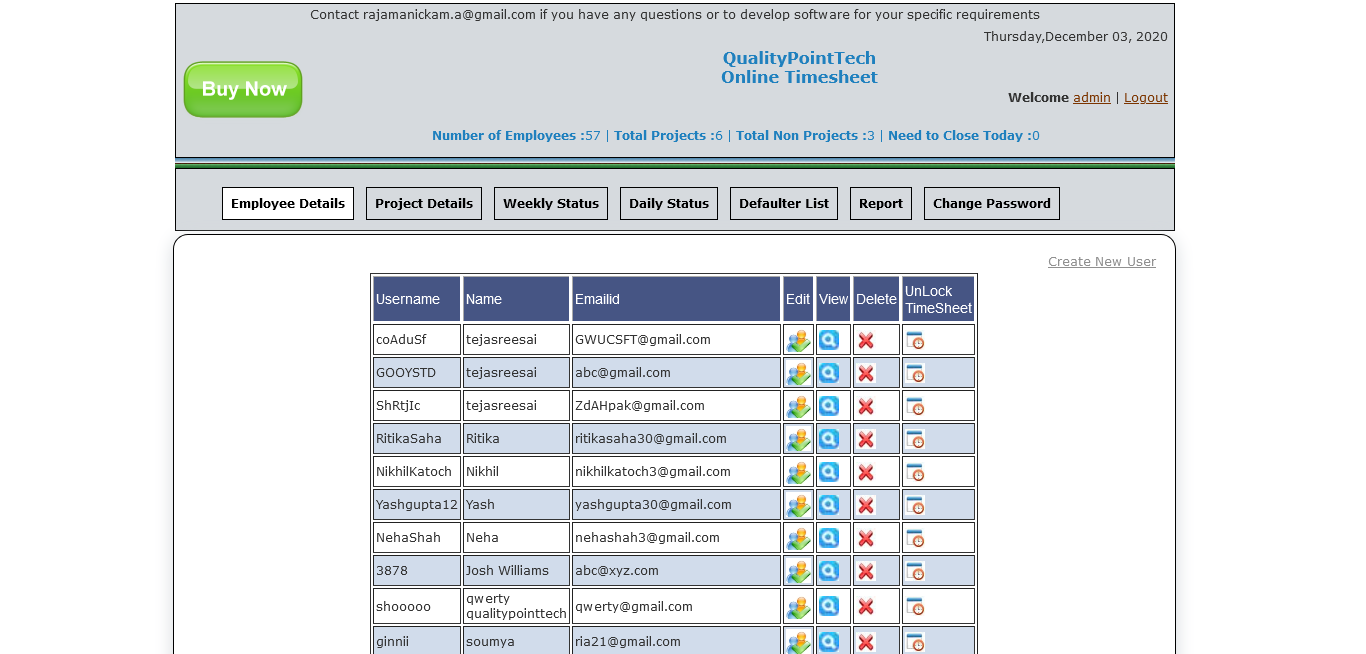 Contact rajamanickam.a@gmail.com if you have any questions or to develop software for your specific requirements
Thursday,December 03, 2020
QualityPointTech
Online Timesheet
Buy Now
Welcome admin | Logout
Number of Employees :57 | Total Projects :6 | Total Non Projects :3 | Need to Close Today :0
Employee Details Project Details Weekly Status Daily Status Defaulter List Report Change Password
Create New User
Username Name Emailid Edit View Delete UnLock TimeSheet
coAduSf tejasreesai GWUCSFT@gmail.com
GOOYSTD tejasreesai abc@gmail.com
ShRtjIc tejasreesai ZdAHpak@gmail.com
RitikaSaha Ritika ritikasaha30@gmail.com
NikhilKatoch Nikhil nikhilkatoch3@gmail.com
Yashgupta12 Yash yashgupta30@gmail.com
NehaShah Neha nehashah3@gmail.com
3878 Josh Williams abc@xyz.com
shooooo qwerty qualitypointtech qwerty@gmail.com
ginnii soumya ria21@gmail.com